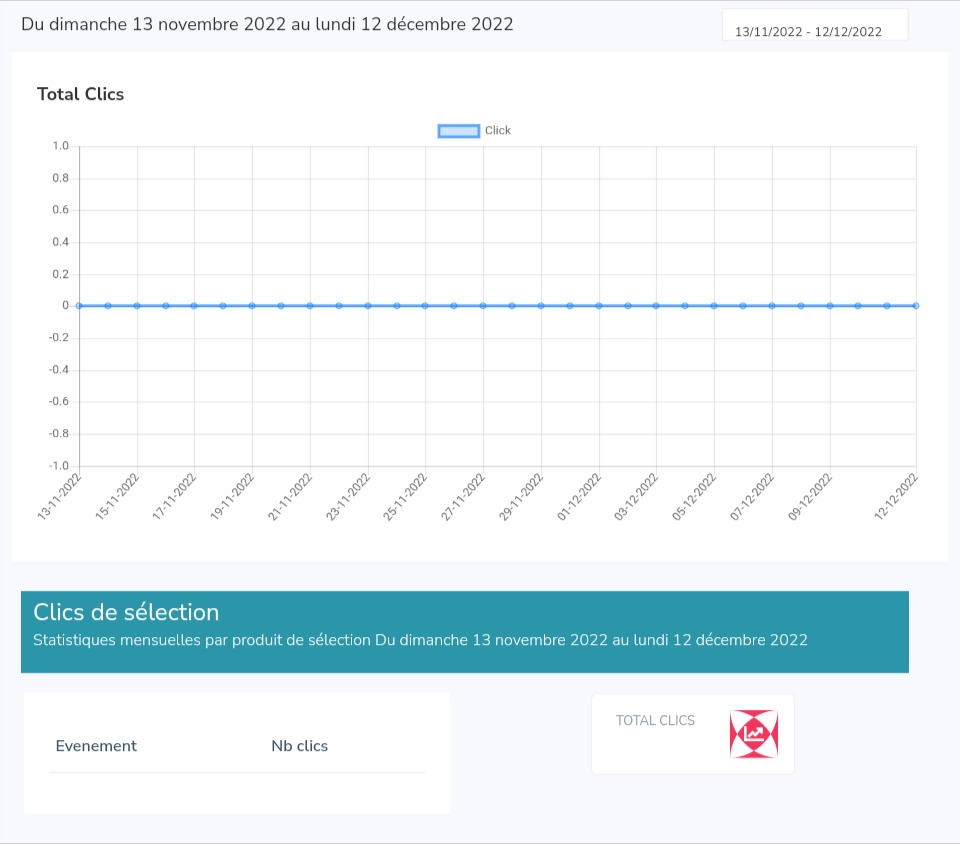 Du dimanche 13 novembre 2022 au lundi 12 décembre 2022
13/11/2022 - 12/12/2022
Total Clics
Click
1.0
0.8
0.6
0.4
0.2
0
-0.2
-0.4
-0.6
-0.8
-1.0
13-11-2022
15-11-2022
17-11-2022
19-11-2022
21-11-2022
23-11-2022
25-11-2022
27-11-2022
29-11-2022
01-12-2022
03-12-2022
05-12-2022
07-12-2022
09-12-2022
12-12-2022
Clics de sélection
Statistiques mensuelles par produit de sélection Du dimanche 13 novembre 2022 au lundi 12 décembre 2022
Evenement
Nb clics
TOTAL CLICS